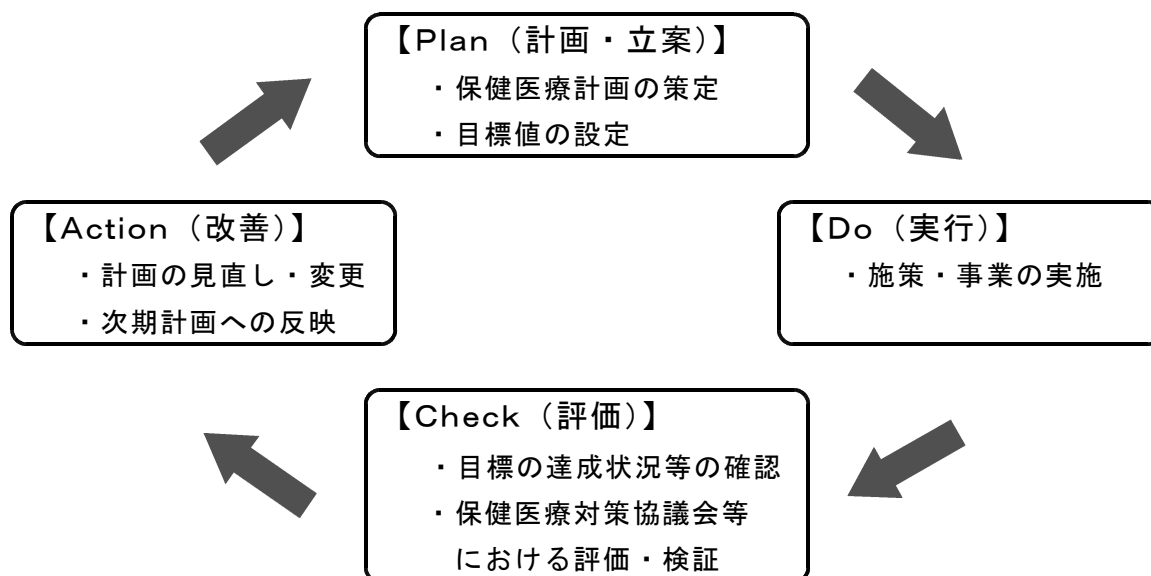 【Plan（計画・立案）】
・保健医療計画の策定
・目標値の設定
【Do（実行）】
・施策・事業の実施
【Check（評価）】
・目標の達成状況等の確認
・保健医療対策協議会等
における評価・検証
【Action（改善）】
・計画の見直し・変更
・次期計画への反映